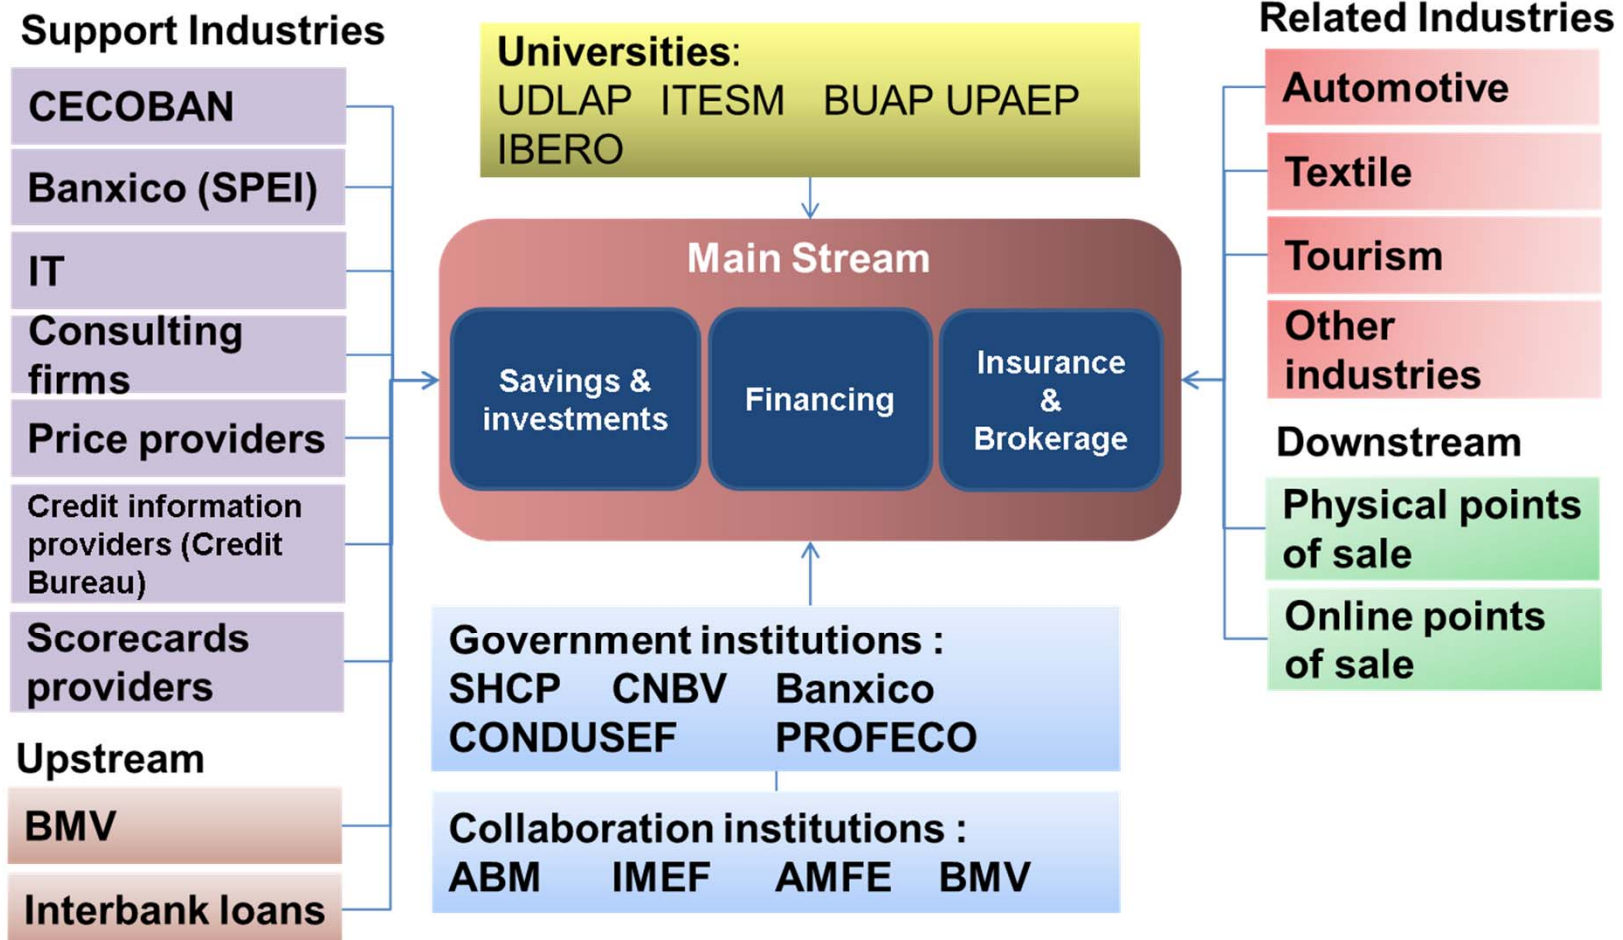 Support Industries
CECOBAN
Banxico (SPEI)
IT
Consulting
firms
Price providers
Credit information
providers (Credit
Bureau)
Scorecards
providers
Upstream
BMV
Interbank loans
Universities:
UDLAP ITESM BUAP UPAEP
IBERO
Main Stream
Savings &
investments
Financing
Insurance
&
Brokerage
Government institutions :
SHCP CNBV Banxico
CONDUSEF PROFECO
Collaboration institutions :
ABM IMEF AMFE BMV
Related Industries
Automotive
Textile
Tourism
Other
industries
Downstream
Physical points
of sale
Online points
of sale